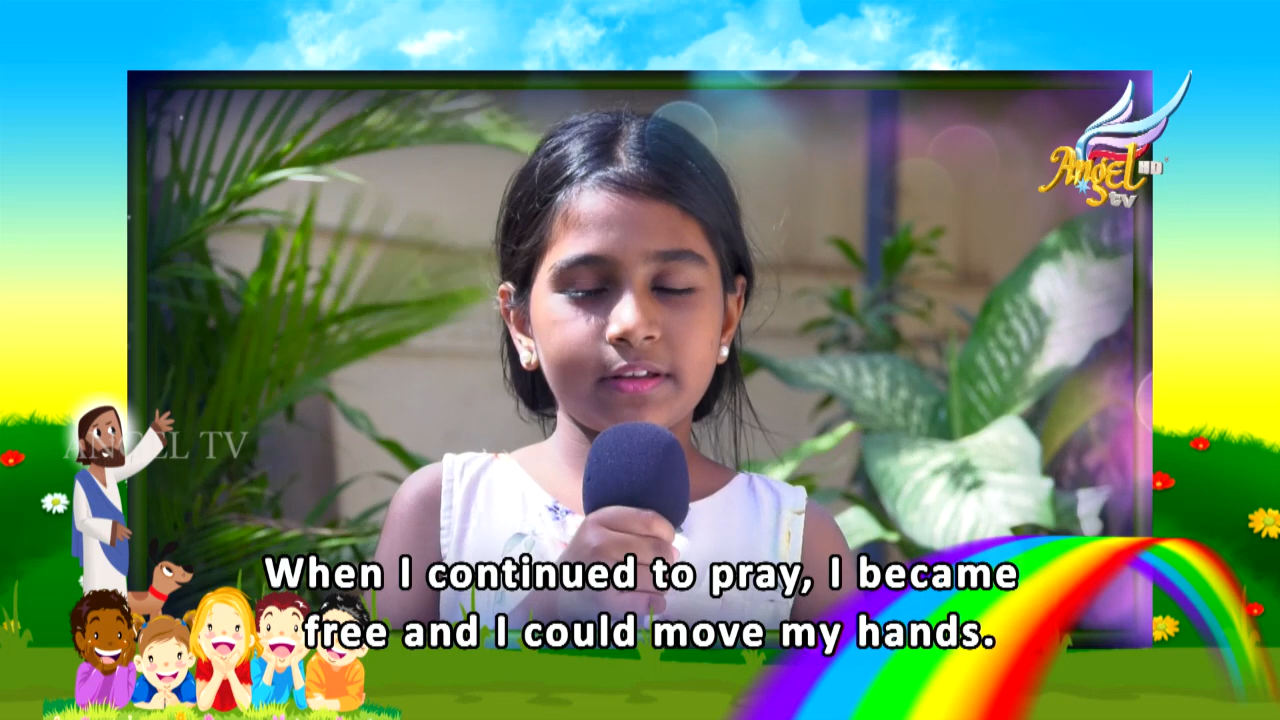 Angel HD
tv
ANGEL TV
When I continued to pray, I became
free and I could move my hands.